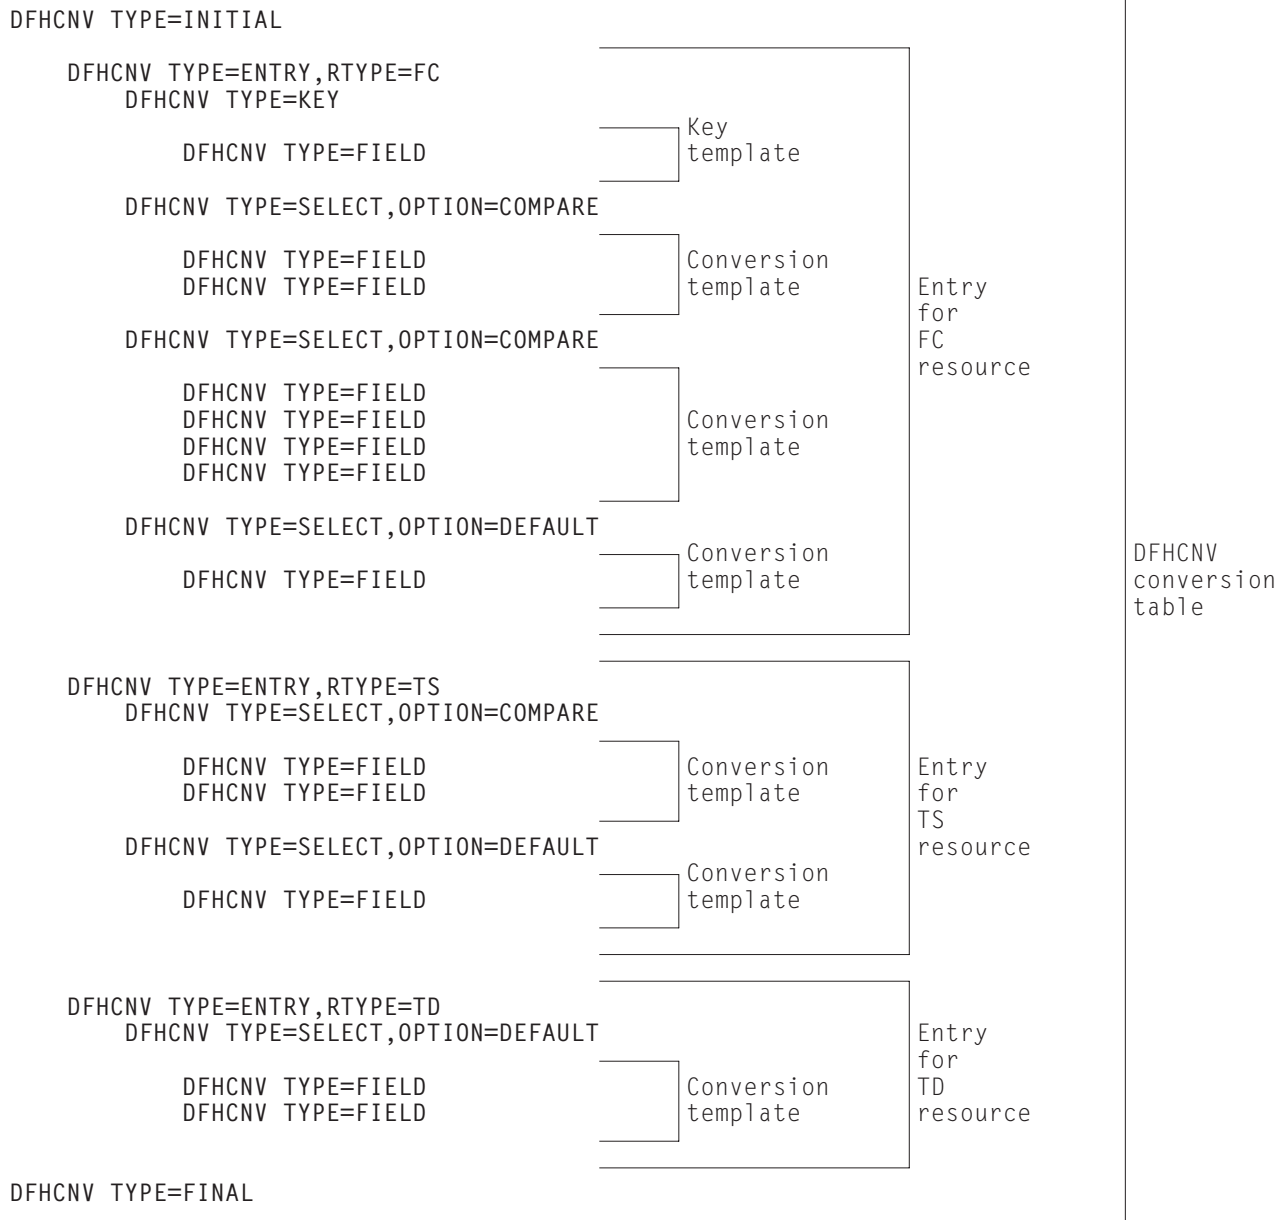 DFHCNV TYPE=INITIAL
DFHCNV TYPE=ENTRY,RTYPE=FC
DFHCNV TYPE=KEY
Key
DFHCNV TYPE=FIELD template
DFHCNV TYPE=SELECT,OPTION=COMPARE
DFHCNV TYPE=FIELD Conversion
DFHCNV TYPE=FIELD template Entry
for
DFHCNV TYPE=SELECT,OPTION=COMPARE FC
resource
DFHCNV TYPE=FIELD
DFHCNV TYPE=FIELD Conversion
DFHCNV TYPE=FIELD template
DFHCNV TYPE=FIELD
DFHCNV TYPE=SELECT,OPTION=DEFAULT
Conversion DFHCNV
DFHCNV TYPE=FIELD template conversion
table
DFHCNV TYPE=ENTRY,RTYPE=TS
DFHCNV TYPE=SELECT,OPTION=COMPARE
DFHCNV TYPE=FIELD Conversion Entry
DFHCNV TYPE=FIELD template for
TS
DFHCNV TYPE=SELECT,OPTION=DEFAULT resource
Conversion
DFHCNV TYPE=FIELD template
DFHCNV TYPE=ENTRY,RTYPE=TD
DFHCNV TYPE=SELECT,OPTION=DEFAULT Entry
for
DFHCNV TYPE=FIELD Conversion TD
DFHCNV TYPE=FIELD template resource
DFHCNV TYPE=FINAL